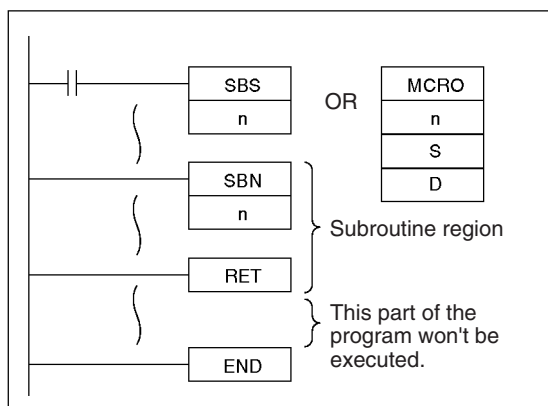 SBS
n
OR
MCRO
n
S
D
SBN
n
Subroutine region
RET
This part of the
program won't be
executed.
END